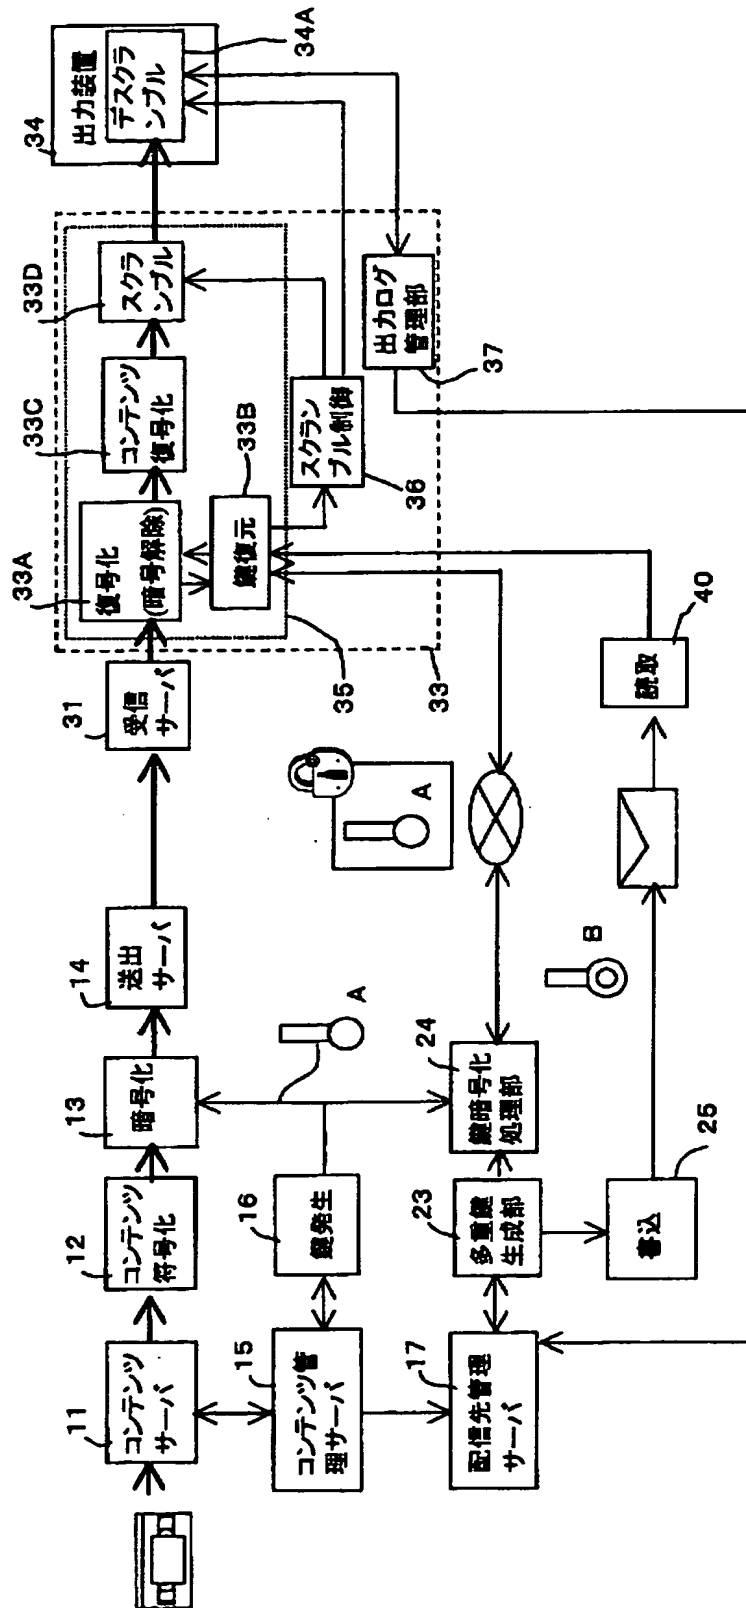 11
コンテンツ
サーバ
12
コンテンツ
符号化
13
暗号化
14
送出
サーバ
31
受信
サーバ
33A
復号化
(暗号解除)
33C
コンテンツ
復号化
33D
スクラ
ンブル
34
出力装置
デスクラ
ンブル
34A
33B
鍵復元
35
33
スクラン
ブル制御
36
出力ログ
管理部
37
15
コンテンツ管
理サーバ
16
鍵発生
A
A
17
配信先管理
サーバ
23
多重鍵
生成部
24
鍵暗号化
処理部
B
25
書込
読取
40